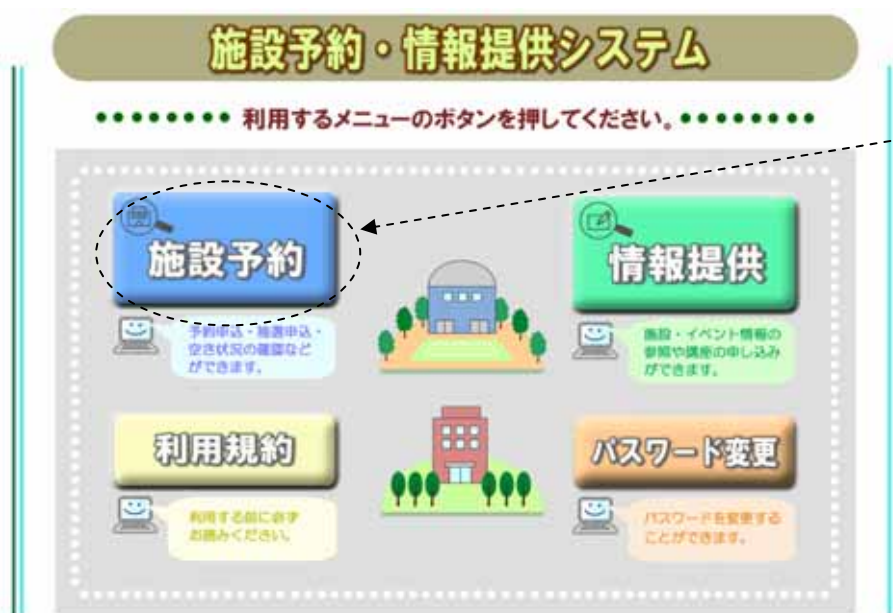 施設予約・情報提供システム
利用するメニューのボタンを押してください。
施設予約
情報提供
予約申込・抽選申込・
空き状況の確認など
ができます。
施設・イベント情報の
参照や講座の申し込み
ができます。
利用規約
パスワード変更
利用する前に必ず
お読みください。
パスワードを変更する
ことができます。